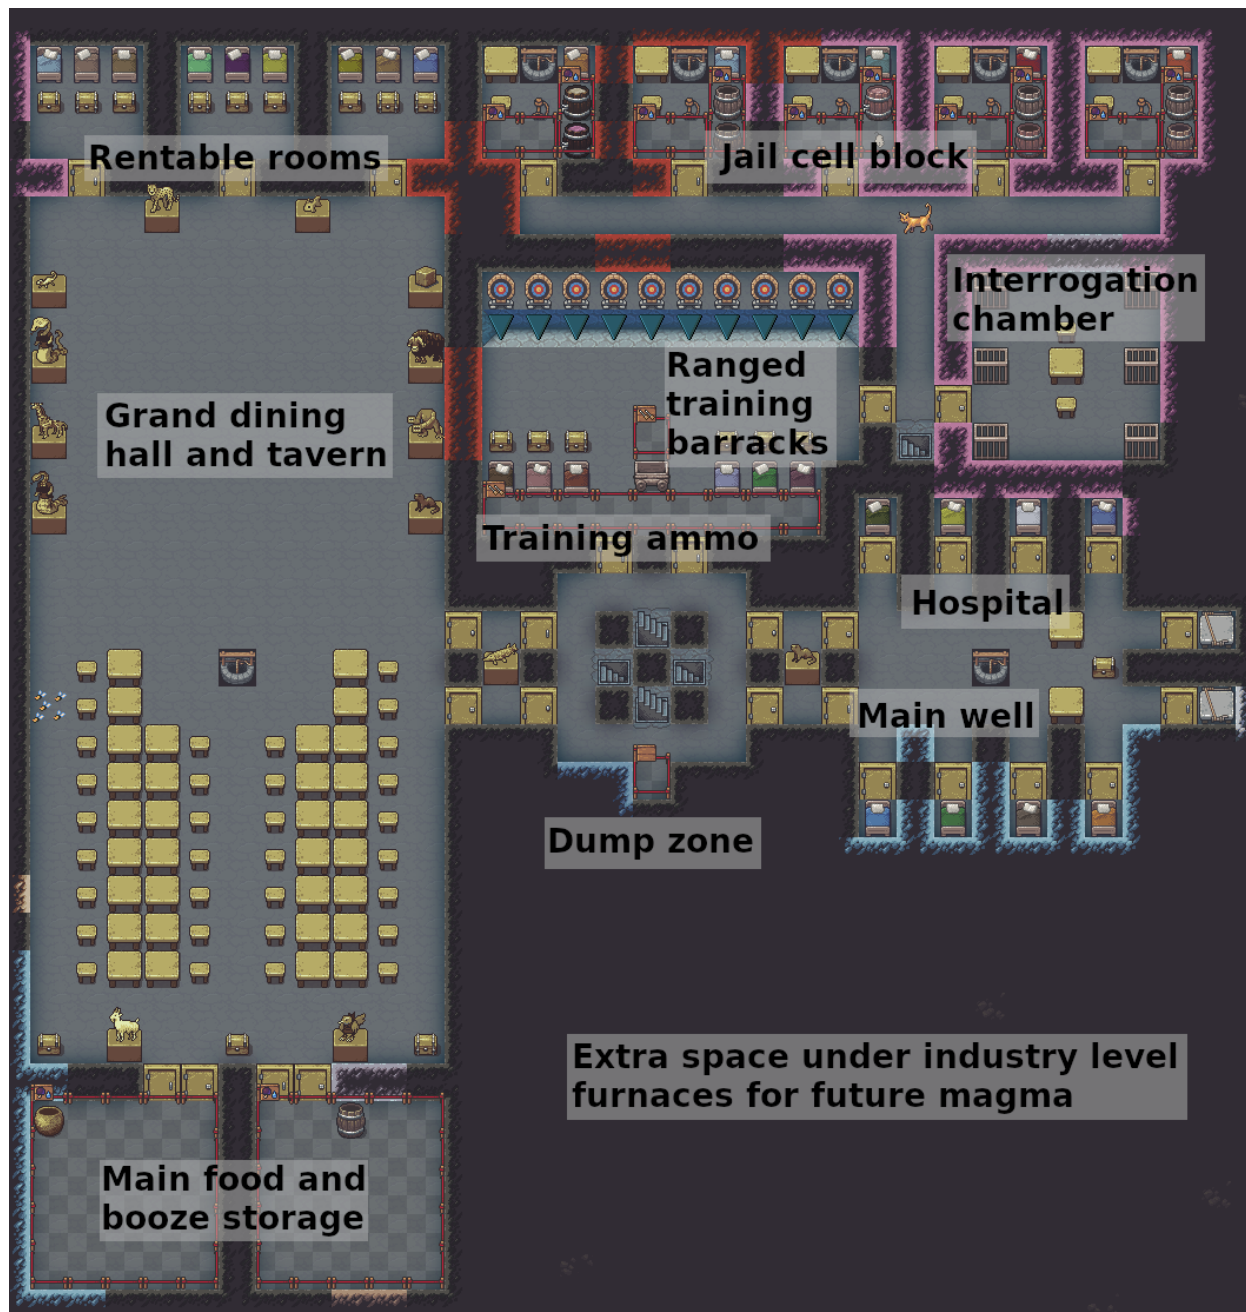 Rentable rooms
Jail cell block
Interrogation
chamber
Ranged
training
barracks
Grand dining
hall and tavern
Training ammo
Hospital
Main well
Dump zone
Extra space under industry level
furnaces for future magma
Main food and
booze storage